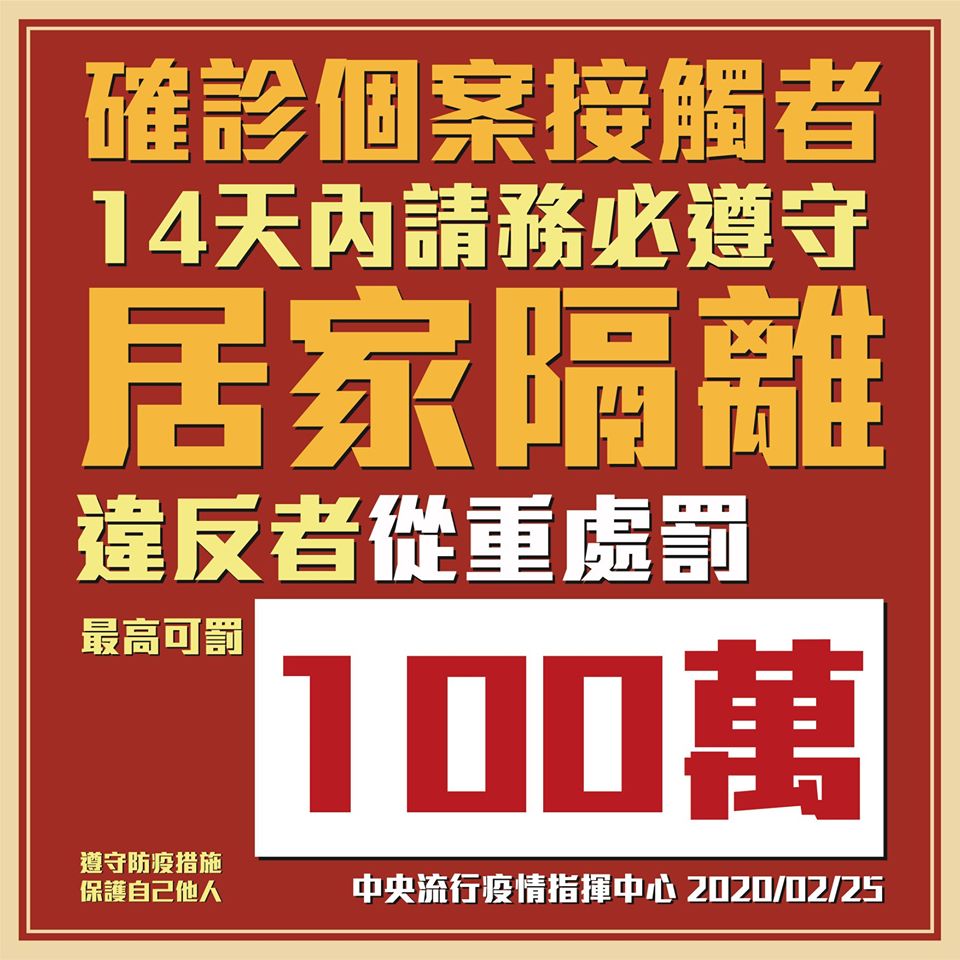 確診個案接觸者
14天內請務必遵守
居家隔離
違反者從重處罰
最高可罰
100萬
遵守防疫措施
保護自己他人
中央流行疫情指揮中心 2020/02/25